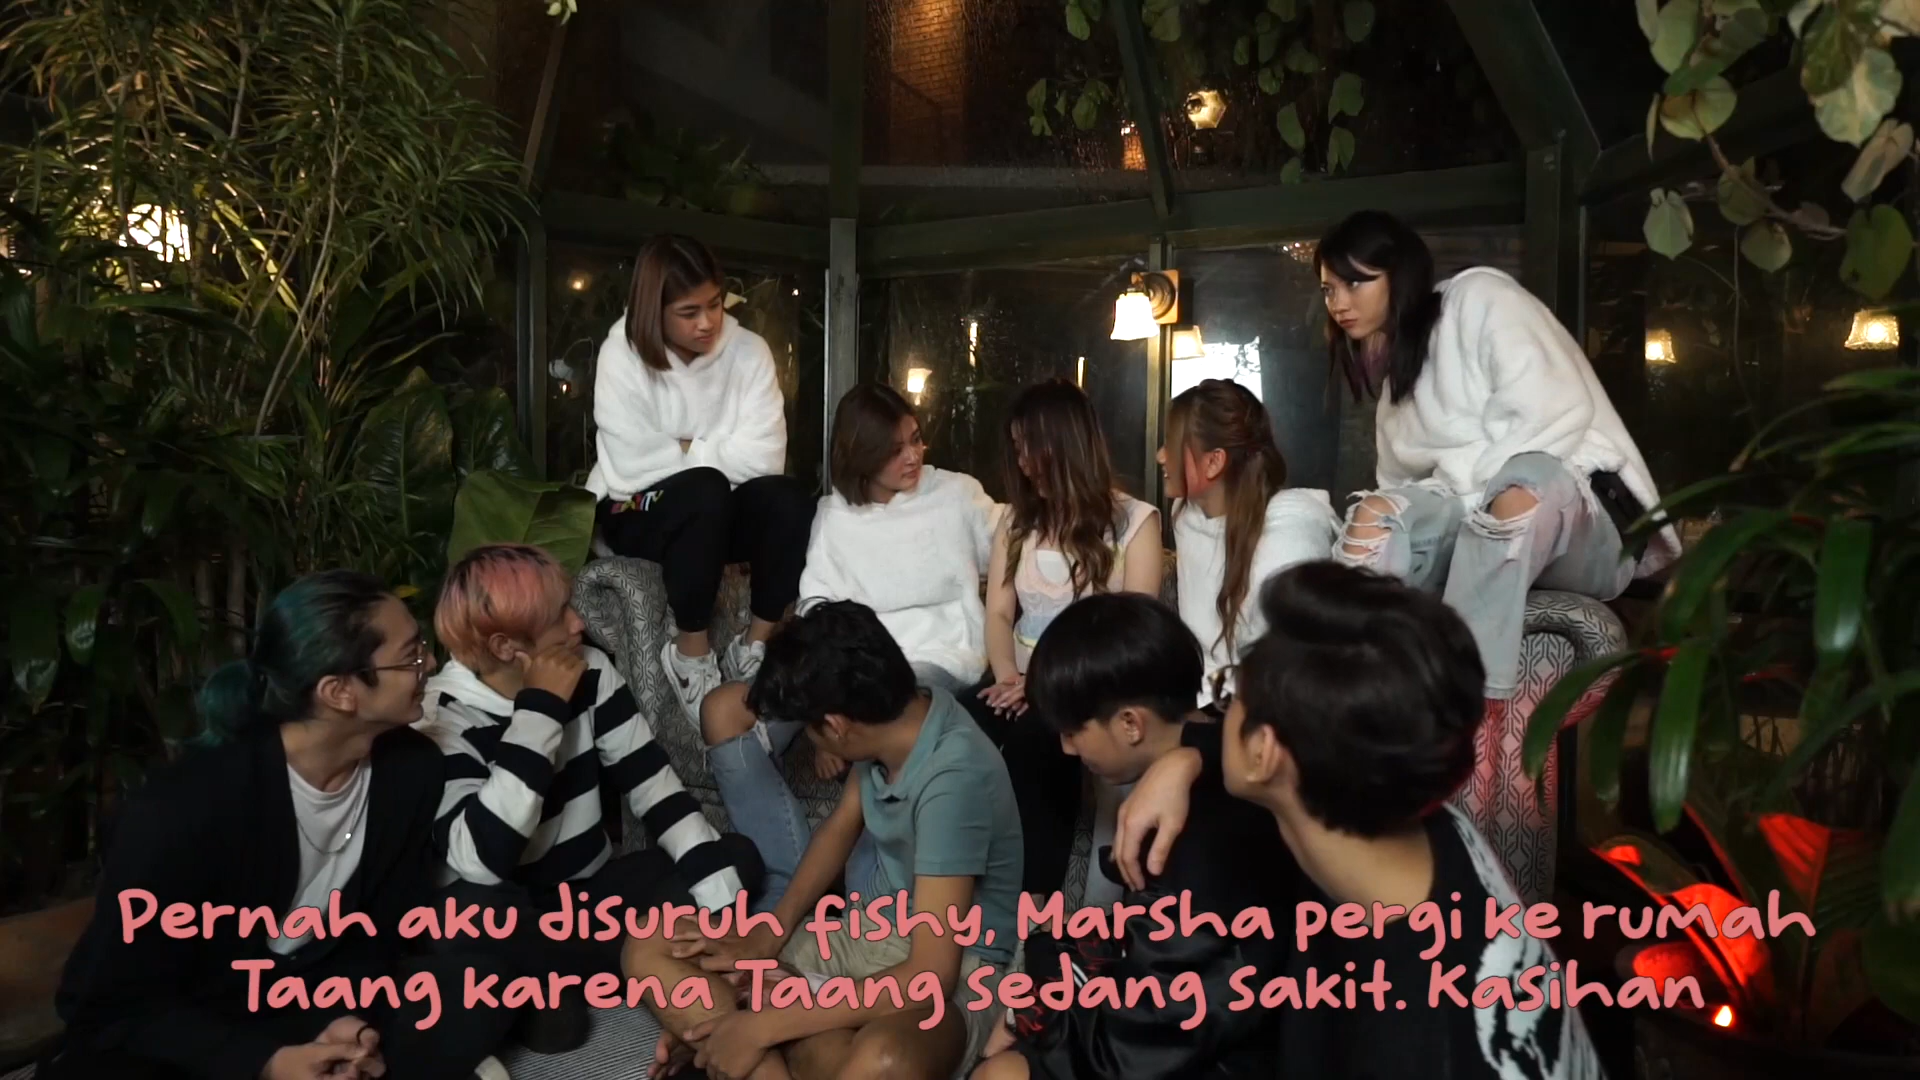 Pernah aku disuruh fishy, Marsha pergi ke rumah
Taang karena Taang sedang sakit. Kasihan